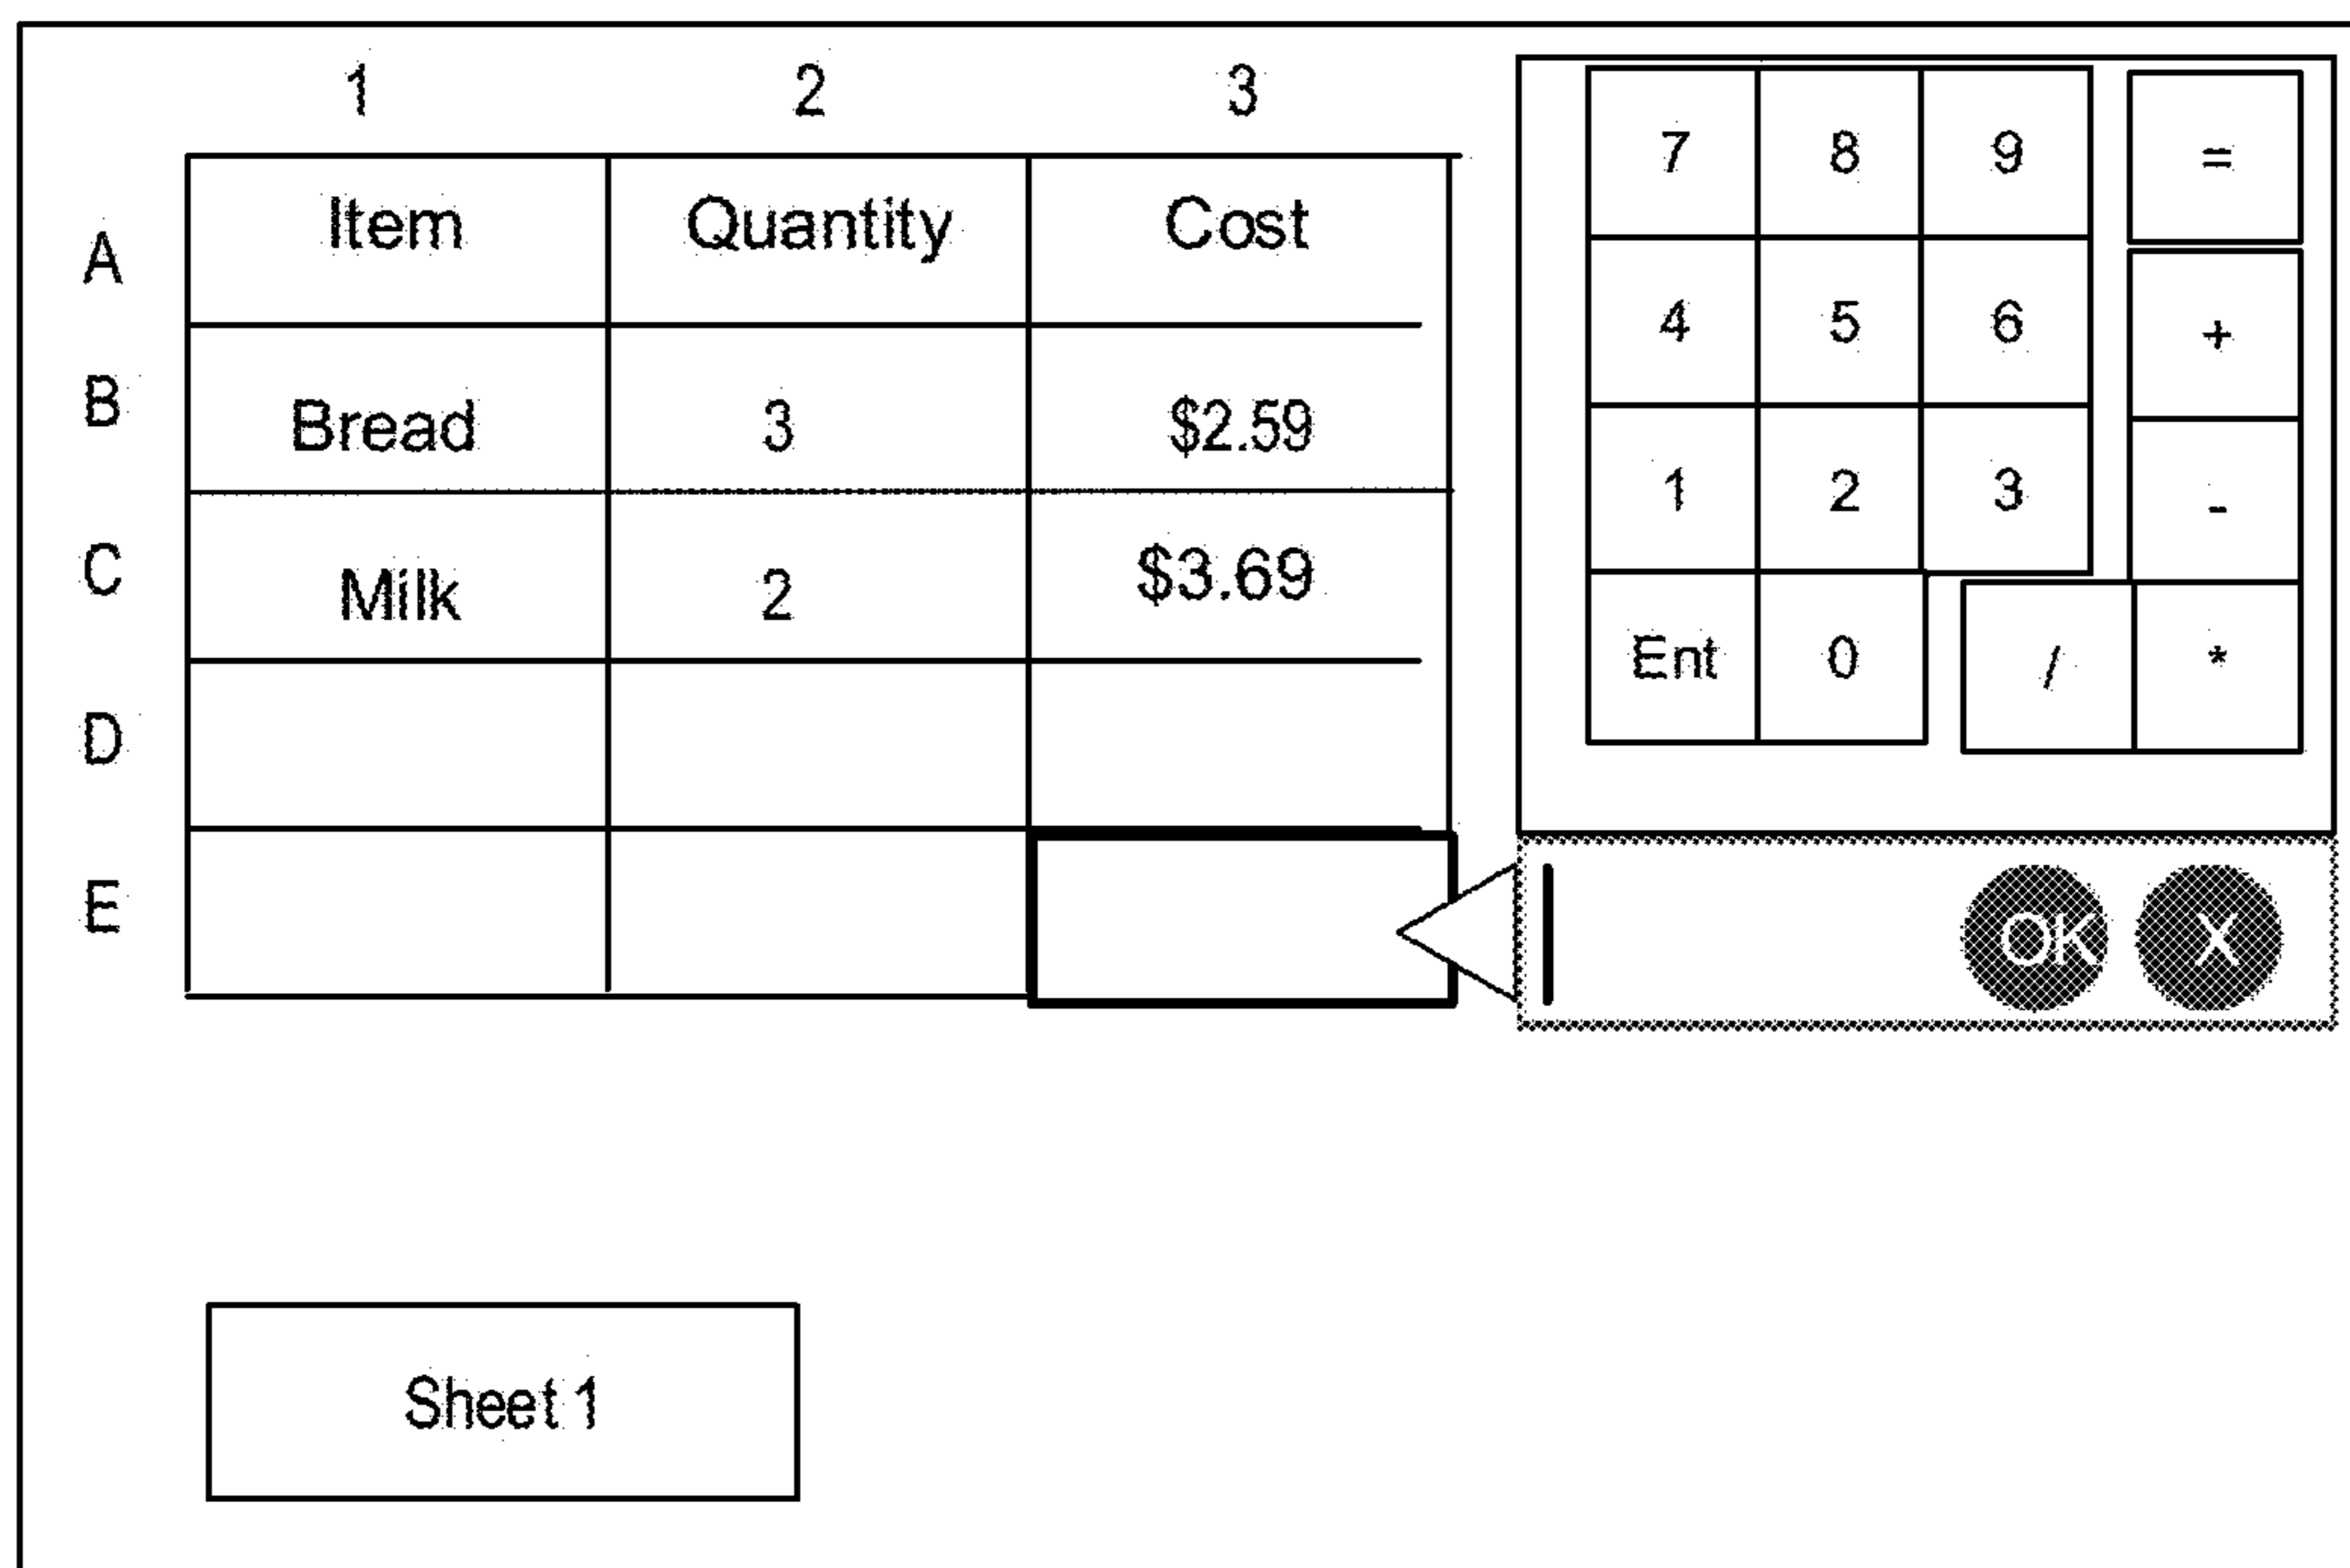 1 2 3
A Item Quantity Cost
B Bread 3 $2.59
C Milk 2 $3.69
D
E
7 8 9 =
4 5 6 +
1 2 3 -
Ent 0 / *
OK X
Sheet 1